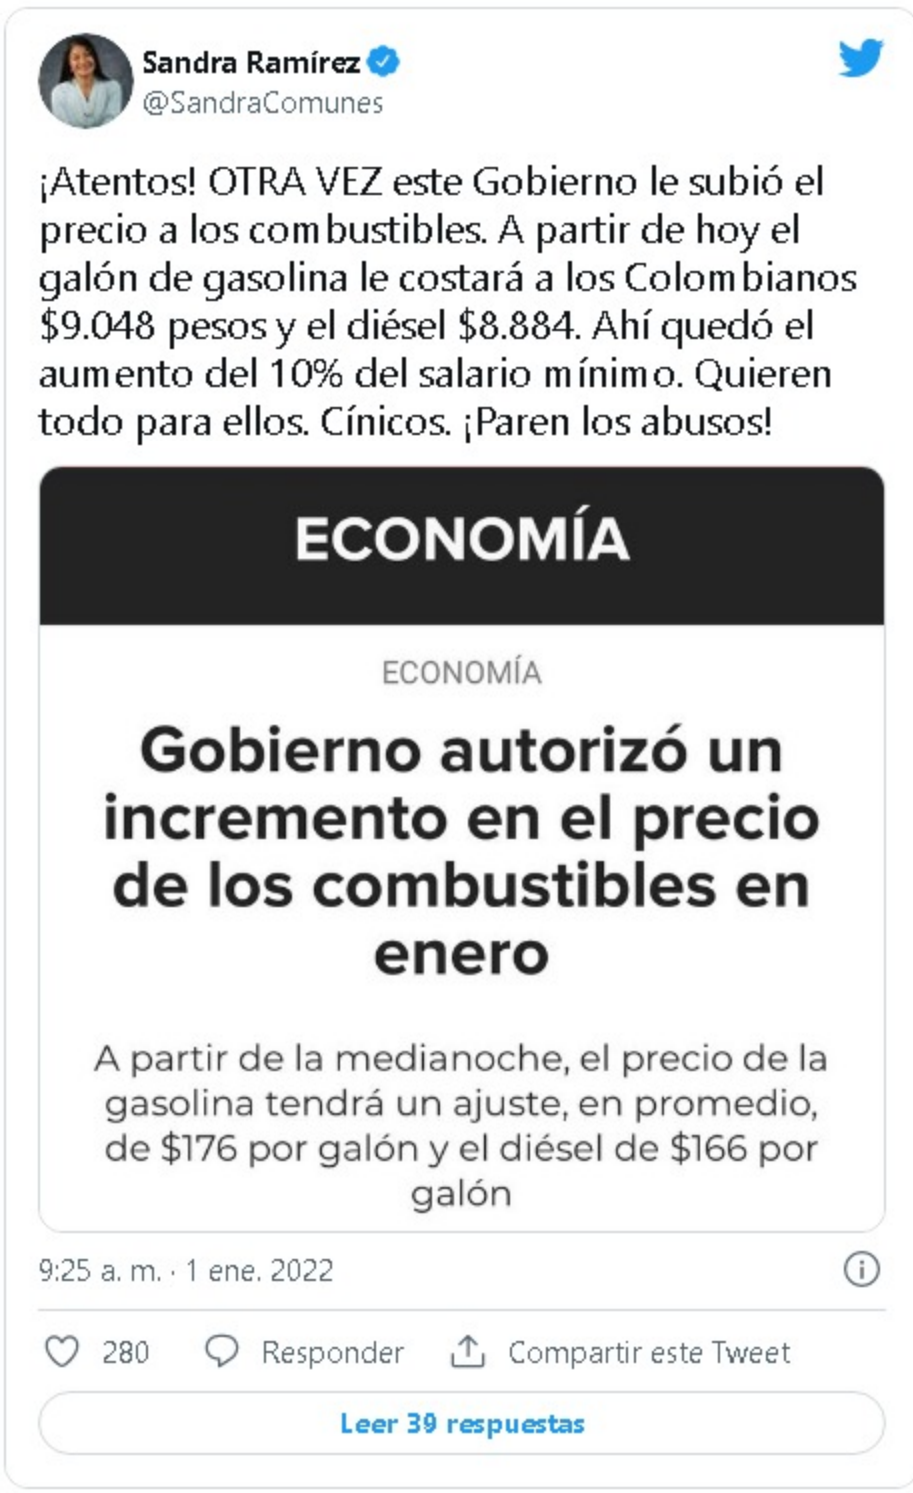 Sandra Ramírez
@SandraComunes
¡Atentos! OTRA VEZ este Gobierno le subió el
precio a los combustibles. A partir de hoy el
galón de gasolina le costará a los Colombianos
$9.048 pesos y el diésel $8.884. Ahí quedó el
aumento del 10% del salario mínimo. Quieren
todo para ellos. Cínicos. ¡Paren los abusos!
ECONOMÍA
ECONOMÍA
Gobierno autorizó un
incremento en el precio
de los combustibles en
enero
A partir de la medianoche, el precio de la
gasolina tendrá un ajuste, en promedio,
de $176 por galón y el diésel de $166 por
galón
9:25 a. m. · 1 ene. 2022
280 Responder Compartir este Tweet
Leer 39 respuestas